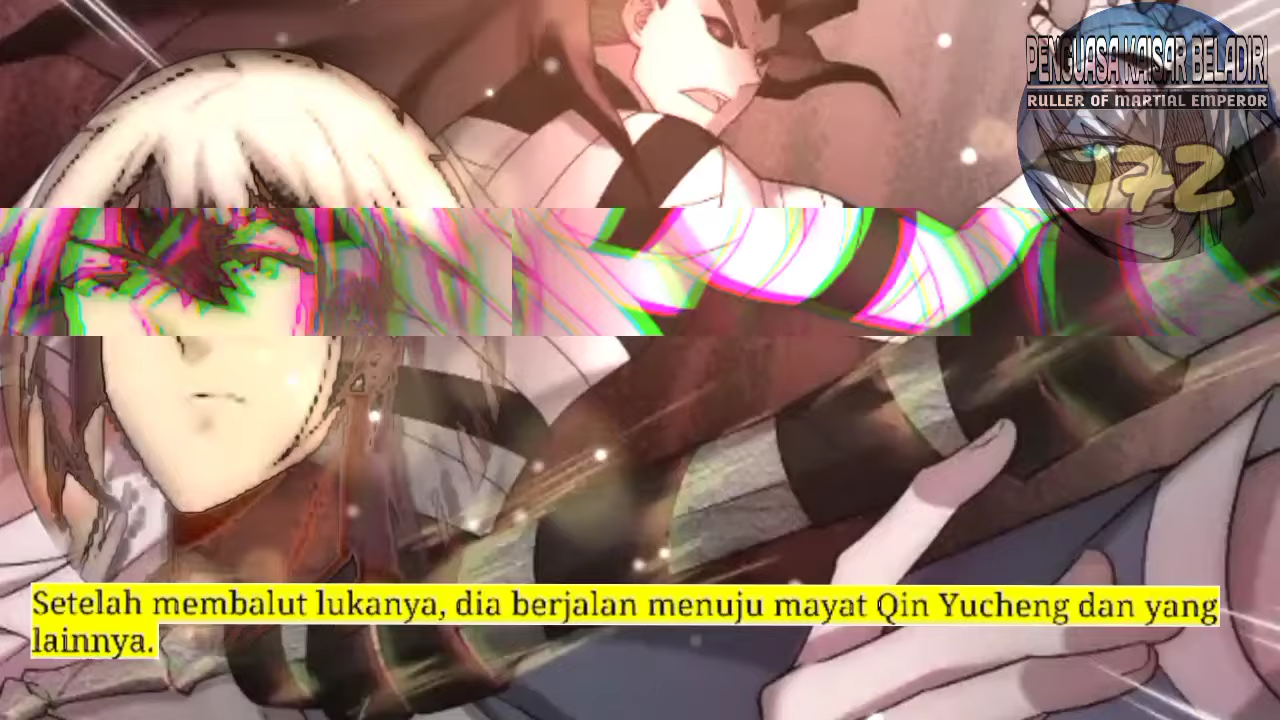 PENGUASA KAISAR BELADIRI
RULLER OF MARTIAL EMPEROR
172
Setelah membalut lukanya, dia berjalan menuju mayat Qin Yucheng dan yang
lainnya.